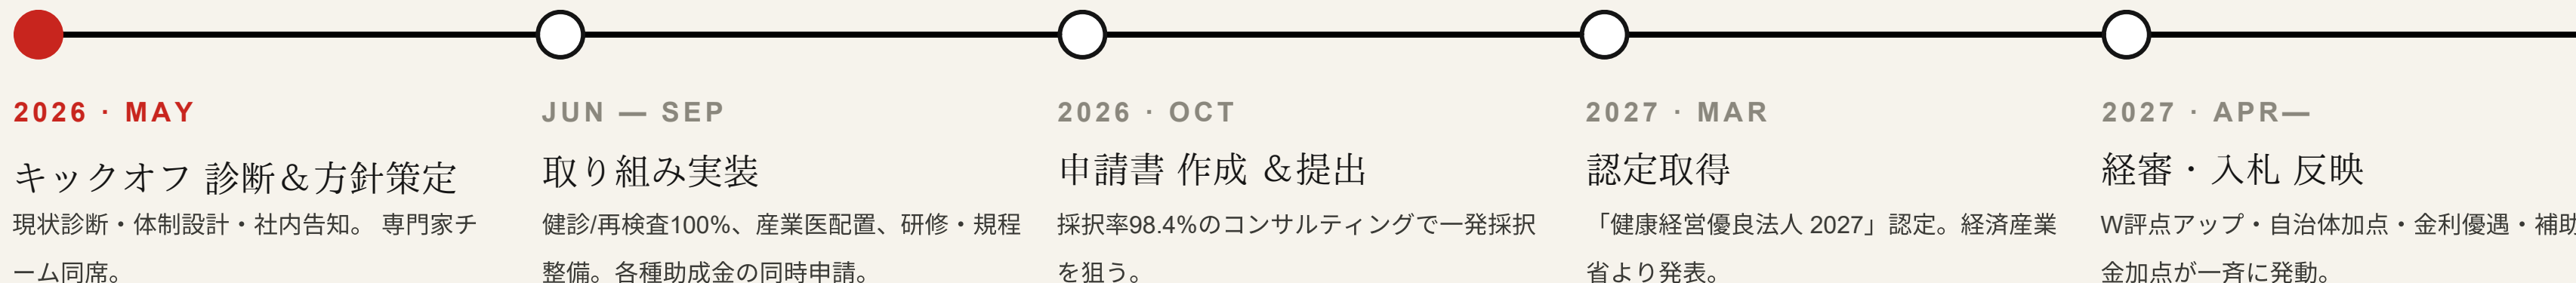 2026 · MAY
キックオフ 診断＆方針策定
現状診断・体制設計・社内告知。 専門家チ
ーム同席。
JUN — SEP
取り組み実装
健診/再検査100%、産業医配置、研修・規程
整備。各種助成金の同時申請。
2026 · OCT
申請書 作成 ＆提出
採択率98.4%のコンサルティングで一発採択
を狙う。
2027 · MAR
認定取得
「健康経営優良法人 2027」認定。経済産業
省より発表。
2027 · APR—
経審・入札 反映
W評点アップ・自治体加点・金利優遇・補助
金加点が一斉に発動。